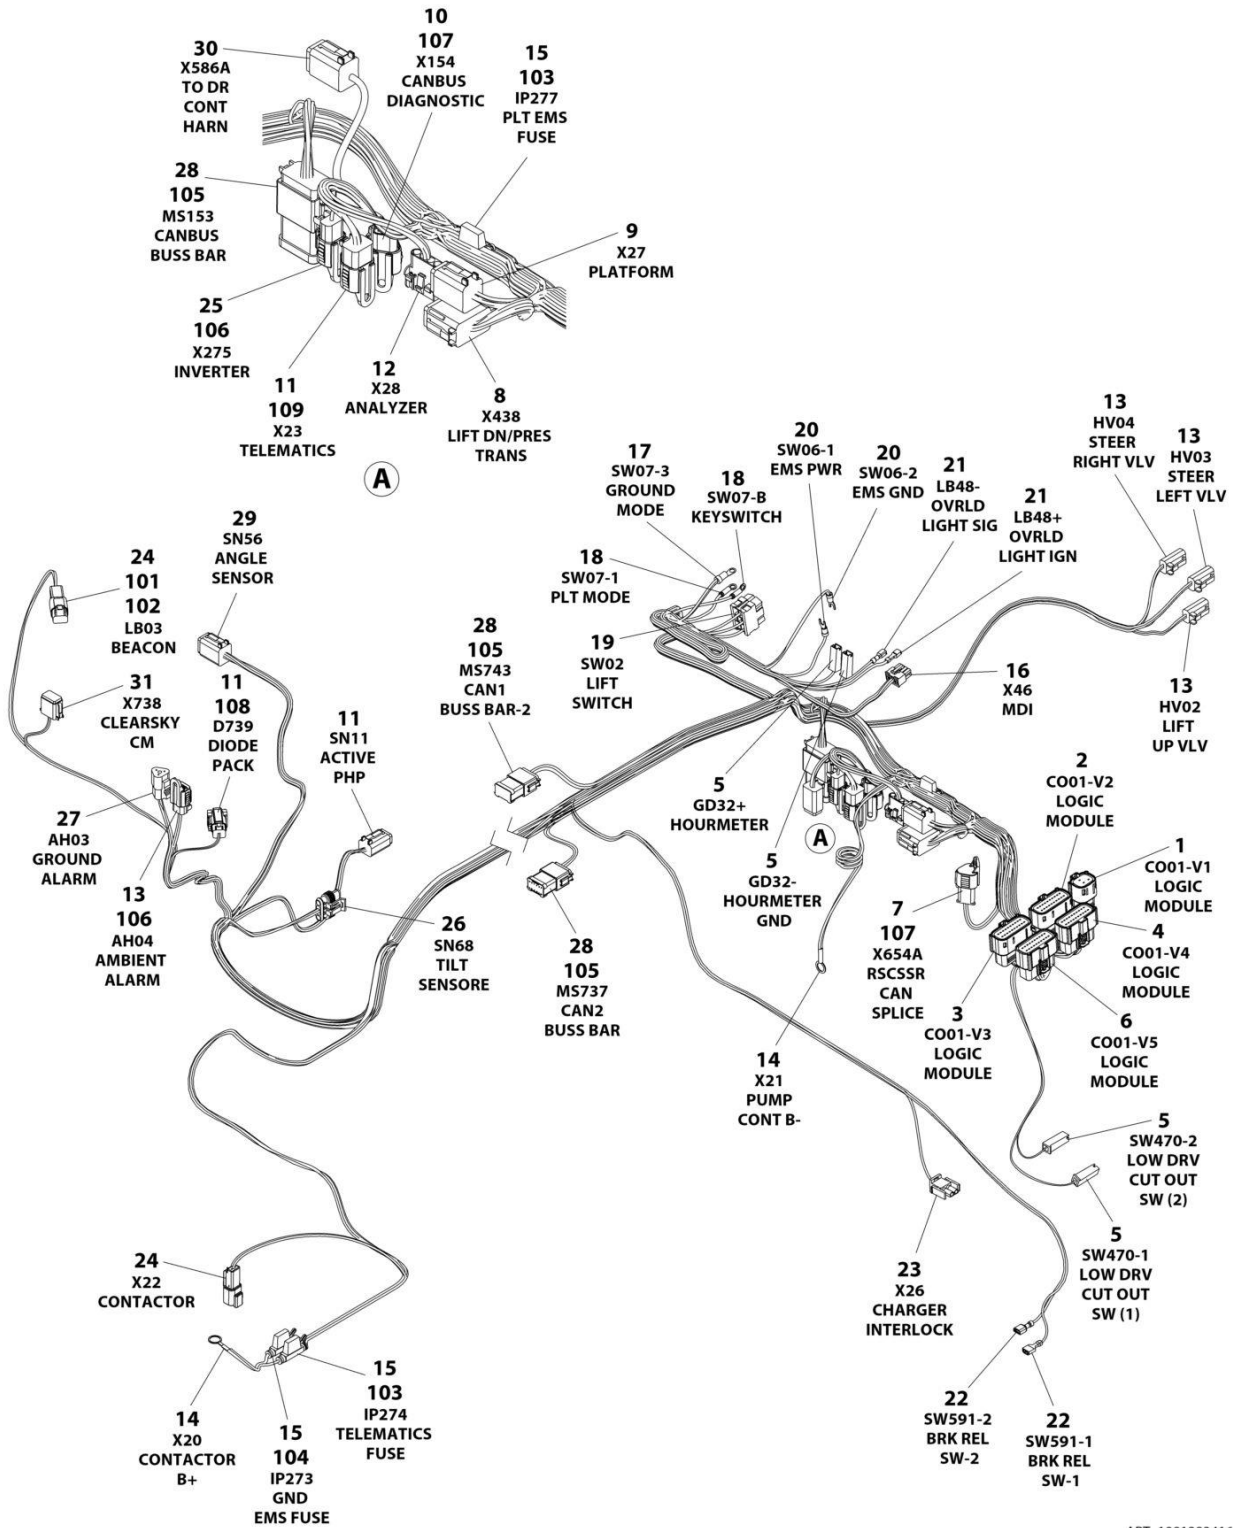 30
X586A
TO DR
CONT
HARN
10
107
X154
CANBUS
DIAGNOSTIC
15
103
IP277
PLT EMS
FUSE
28
105
MS153
CANBUS
BUSS BAR
9
X27
PLATFORM
25
106
X275
INVERTER
11
109
X23
TELEMATICS
12
X28
ANALYZER
8
X438
LIFT DN/PRES
TRANS
A
17
SW07-3
GROUND
MODE
18
SW07-B
KEYSWITCH
20
SW06-1
EMS PWR
20
SW06-2
EMS GND
21
LB48-
OVRLD
LIGHT SIG
21
LB48+
OVRLD
LIGHT IGN
13
HV04
STEER
RIGHT VLV
13
HV03
STEER
LEFT VLV
18
SW07-1
PLT MODE
19
SW02
LIFT
SWITCH
16
X46
MDI
13
HV02
LIFT
UP VLV
24
101
102
LB03
BEACON
29
SN56
ANGLE
SENSOR
31
X738
CLEARSKY
CM
11
108
D739
DIODE
PACK
11
SN11
ACTIVE
PHP
28
105
MS743
CAN1
BUSS BAR-2
5
GD32+
HOURMETER
5
GD32-
HOURMETER
GND
A
2
CO01-V2
LOGIC
MODULE
1
CO01-V1
LOGIC
MODULE
4
CO01-V4
LOGIC
MODULE
27
AH03
GROUND
ALARM
13
106
AH04
AMBIENT
ALARM
26
SN68
TILT
SENSORE
28
105
MS737
CAN2
BUSS BAR
7
107
X654A
RSCSSR
CAN
SPLICE
3
CO01-V3
LOGIC
MODULE
6
CO01-V5
LOGIC
MODULE
14
X21
PUMP
CONT B-
5
SW470-2
LOW DRV
CUT OUT
SW (2)
5
SW470-1
LOW DRV
CUT OUT
SW (1)
23
X26
CHARGER
INTERLOCK
24
X22
CONTACTOR
14
X20
CONTACTOR
B+
15
104
IP273
GND
EMS FUSE
15
103
IP274
TELEMATICS
FUSE
22
SW591-2
BRK REL
SW-2
22
SW591-1
BRK REL
SW-1